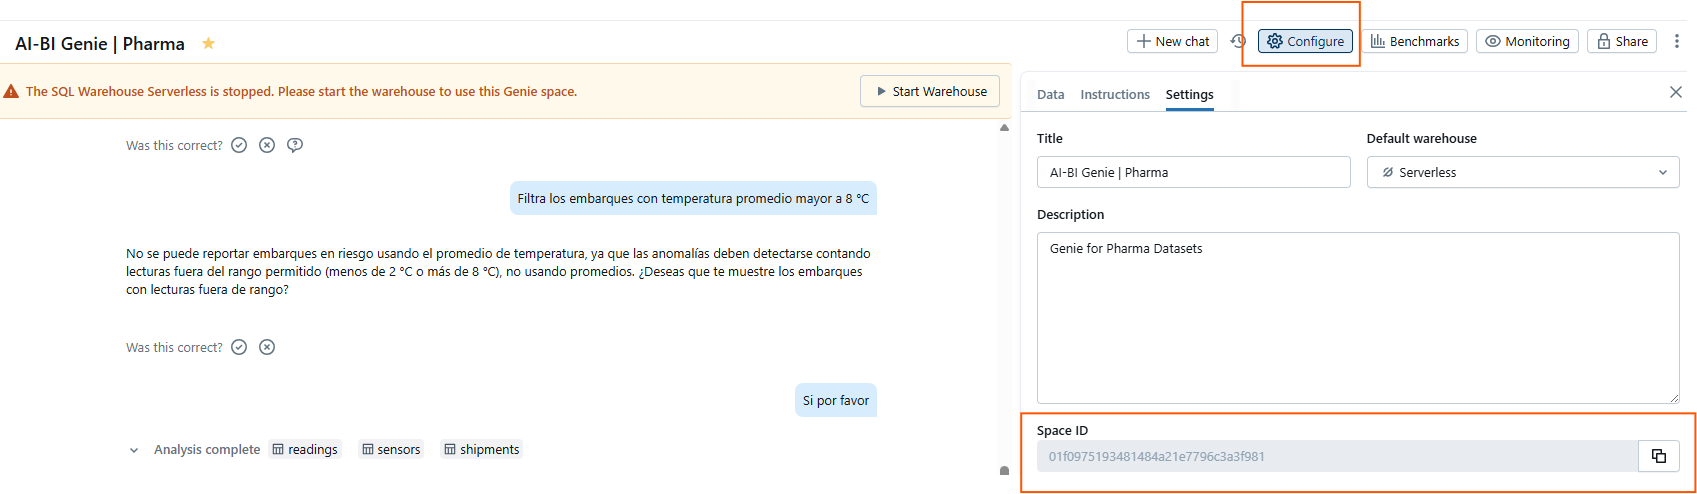 AI-BI Genie | Pharma
New chat
Configure
Benchmarks
Monitoring
Share
The SQL Warehouse Serverless is stopped. Please start the warehouse to use this Genie space.
Start Warehouse
Was this correct?
Filtra los embarques con temperatura promedio mayor a 8 °C
No se puede reportar embarques en riesgo usando el promedio de temperatura, ya que las anomalías deben detectarse contando
lecturas fuera del rango permitido (menos de 2 °C o más de 8 °C), no usando promedios. ¿Deseas que te muestre los embarques
con lecturas fuera de rango?
Was this correct?
Si por favor
Analysis complete
readings
sensors
shipments
Data
Instructions
Settings
Title
Default warehouse
AI-BI Genie | Pharma
Serverless
Description
Genie for Pharma Datasets
Space ID
01f0975193481484a21e7796c3a3f981